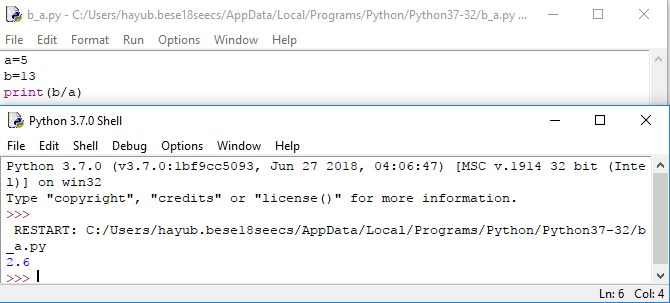 b_a.py - C:/Users/hayub.bese18seecs/AppData/Local/Programs/Python/Python37-32/b_a.py ...
File Edit Format Run Options Window Help
a=5
b=13
print(b/a)
Python 3.7.0 Shell
File Edit Shell Debug Options Window Help
Python 3.7.0 (v3.7.0:1bf9cc5093, Jun 27 2018, 04:06:47) [MSC v.1914 32 bit (Inte
l)] on win32
Type "copyright", "credits" or "license()" for more information.
>>>
RESTART: C:/Users/hayub.bese18seecs/AppData/Local/Programs/Python/Python37-32/b
_a.py
2.6
>>>
Ln: 6 Col: 4